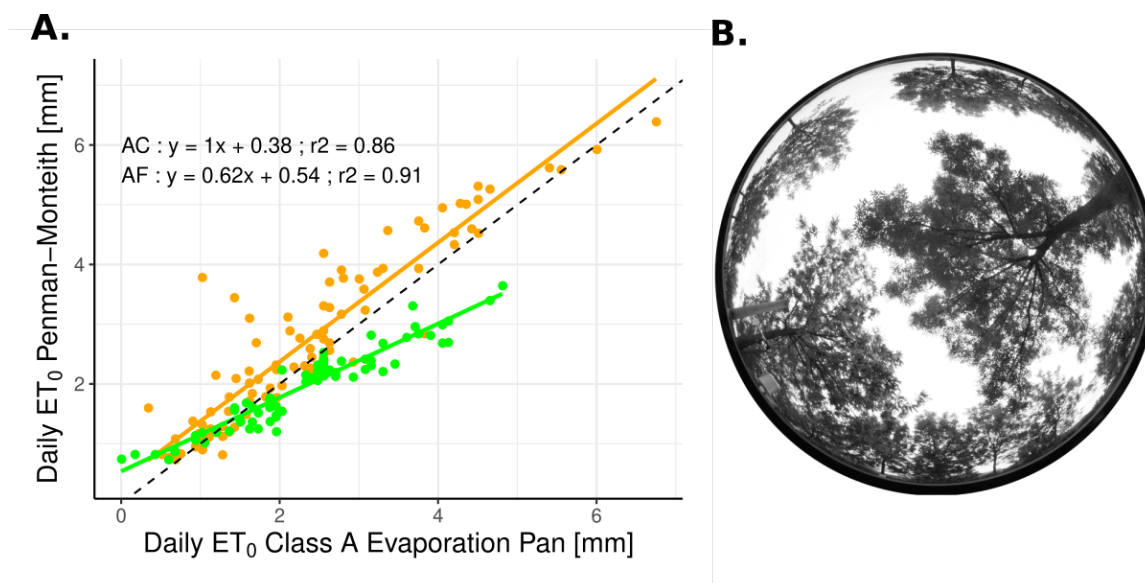 A.
B.
Daily ET₀ Penman−Monteith [mm]
6
4
2
AC : y = 1x + 0.38 ; r2 = 0.86
AF : y = 0.62x + 0.54 ; r2 = 0.91
0 2 4 6
Daily ET₀ Class A Evaporation Pan [mm]